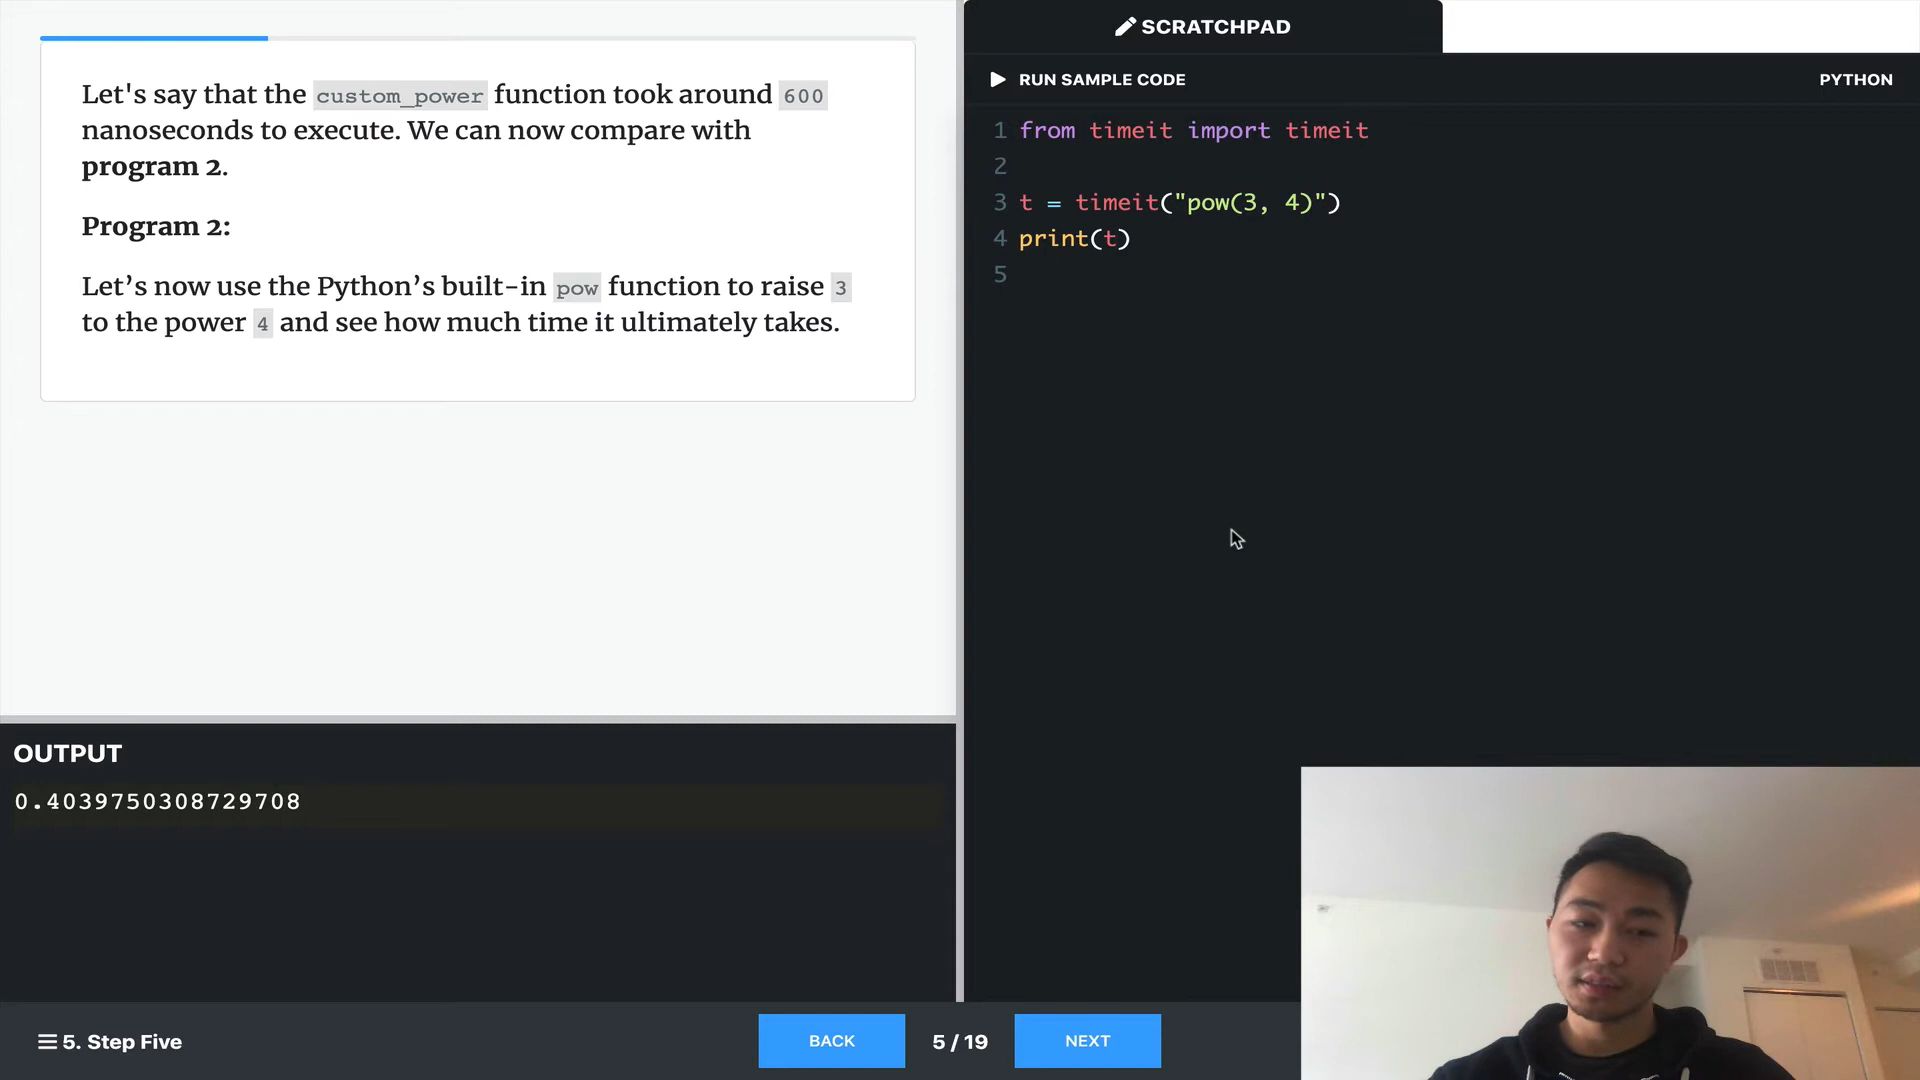 Let's say that the custom_power function took around 600
nanoseconds to execute. We can now compare with
program 2.
Program 2:
Let’s now use the Python’s built-in pow function to raise 3
to the power 4 and see how much time it ultimately takes.
OUTPUT
0.4039750308729708
SCRATCHPAD
RUN SAMPLE CODE
PYTHON
1 from timeit import timeit
2
3 t = timeit("pow(3, 4)")
4 print(t)
5
5. Step Five
BACK
5 / 19
NEXT